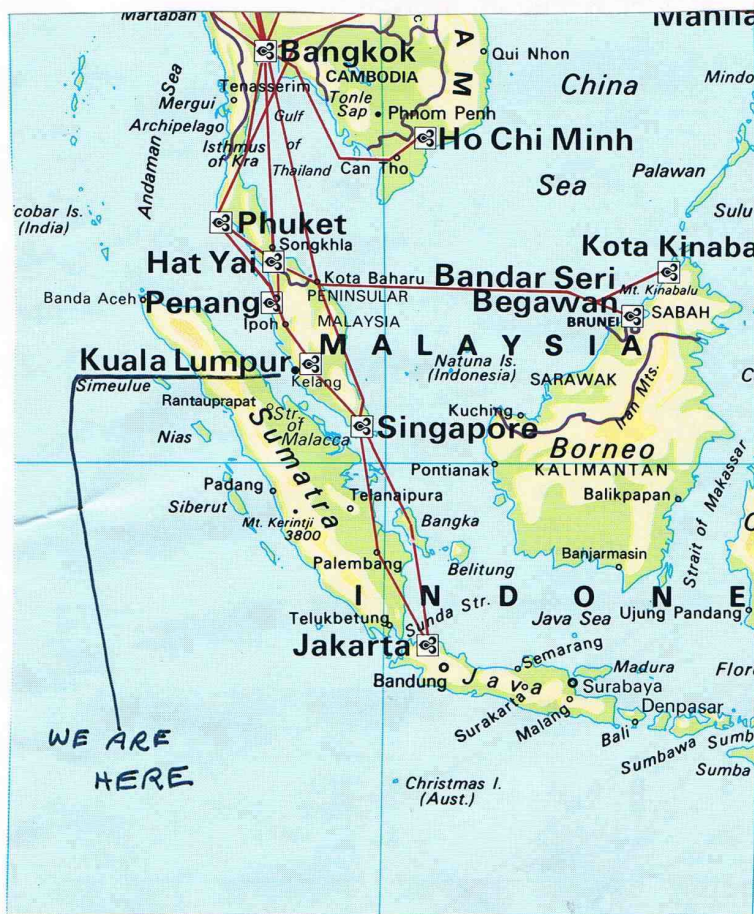 Martaban
Manila
Bangkok
A
M
Qui Nhon
CAMBODIA
China
Mindo
Andaman Sea
Tenasserim
Tonle
Sap
Mergui
Archipelago
Gulf
of
Thailand
Phnom Penh
Ho Chi Minh
Isthmus
of Kra
Can Tho
Sea
Palawan
Sulu
cobar Is.
(India)
Phuket
Songkhla
Kota Kinaba
Hat Yai
Kota Baharu
Bandar Seri
Begawan
Mt. Kinabalu
Banda Aceh
Penang
PENINSULAR
MALAYSIA
BRUNEI
SABAH
Ipoh
MALAYSIA
Kuala Lumpur
Kelang
Natuna Is.
(Indonesia)
SARAWAK
Iran Mts.
Simeulue
Rantauprapat
Str.
of
Malacca
Kuching
Nias
Sumatra
Singapore
Borneo
KALIMANTAN
Pontianak
Strait of Makassar
Padang
Siberut
Telanaipura
Balikpapan
Mt. Kerintji
3800
Bangka
Palembang
Belitung
Banjarmasin
INDONE
Telukbetung
Sunda Str.
Java Sea
Ujung Pandang
Jakarta
Semarang
Bandung
Java
Madura
Flor
Surabaya
Surakarta
Malang
Denpasar
Bali
Sumbawa
Sumb
Sumba
WE ARE
HERE
Christmas I.
(Aust.)